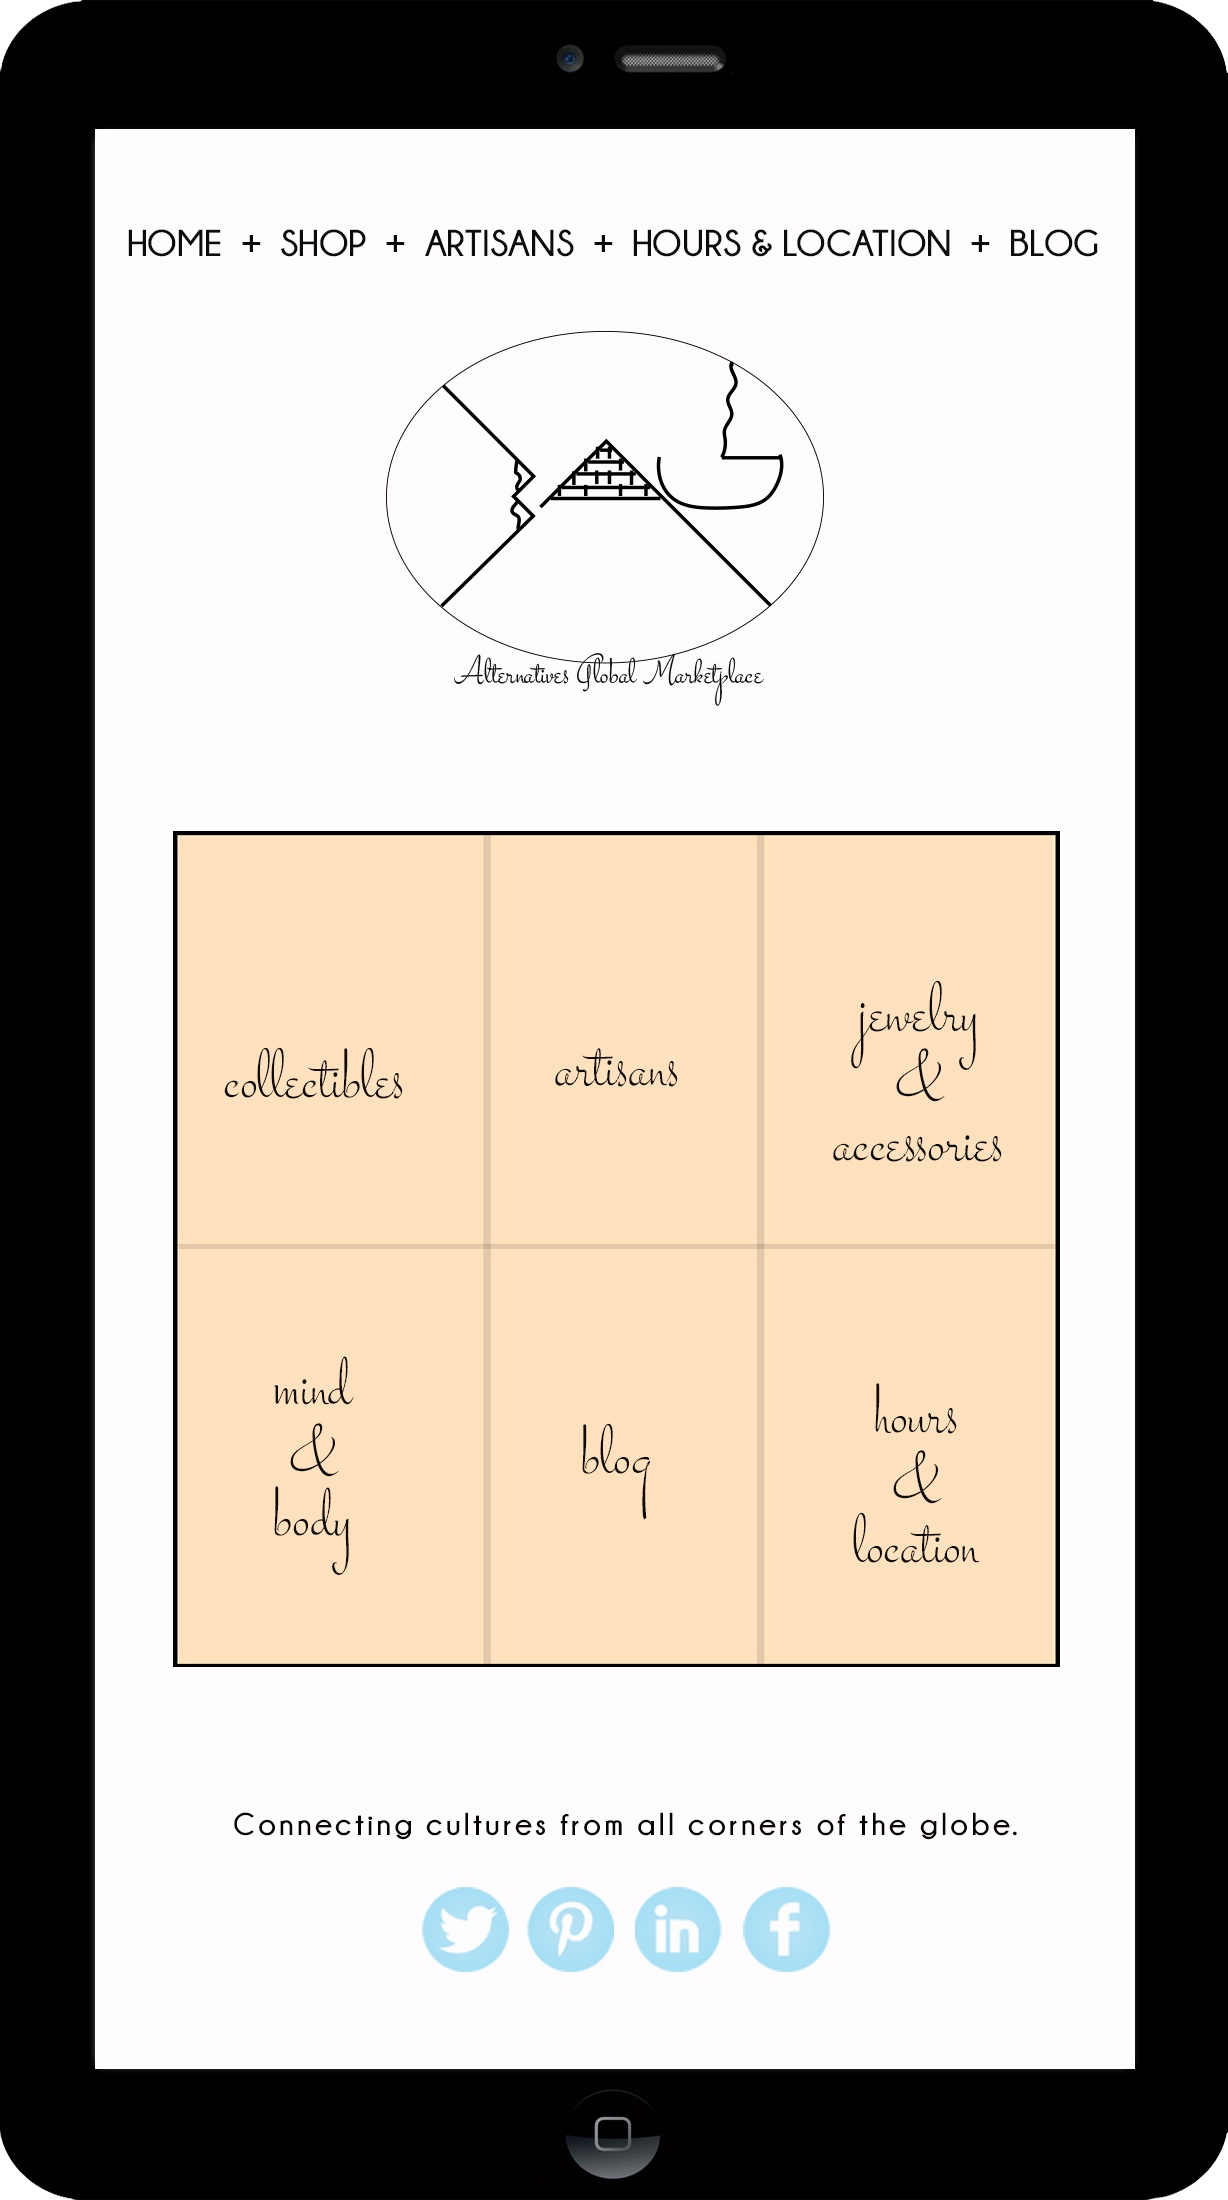 HOME + SHOP + ARTISANS + HOURS & LOCATION + BLOG
Alternatives Global Marketplace
collectibles
artisans
jewelry
&
accessories
mind
&
body
blog
hours
&
location
Connecting cultures from all corners of the globe.